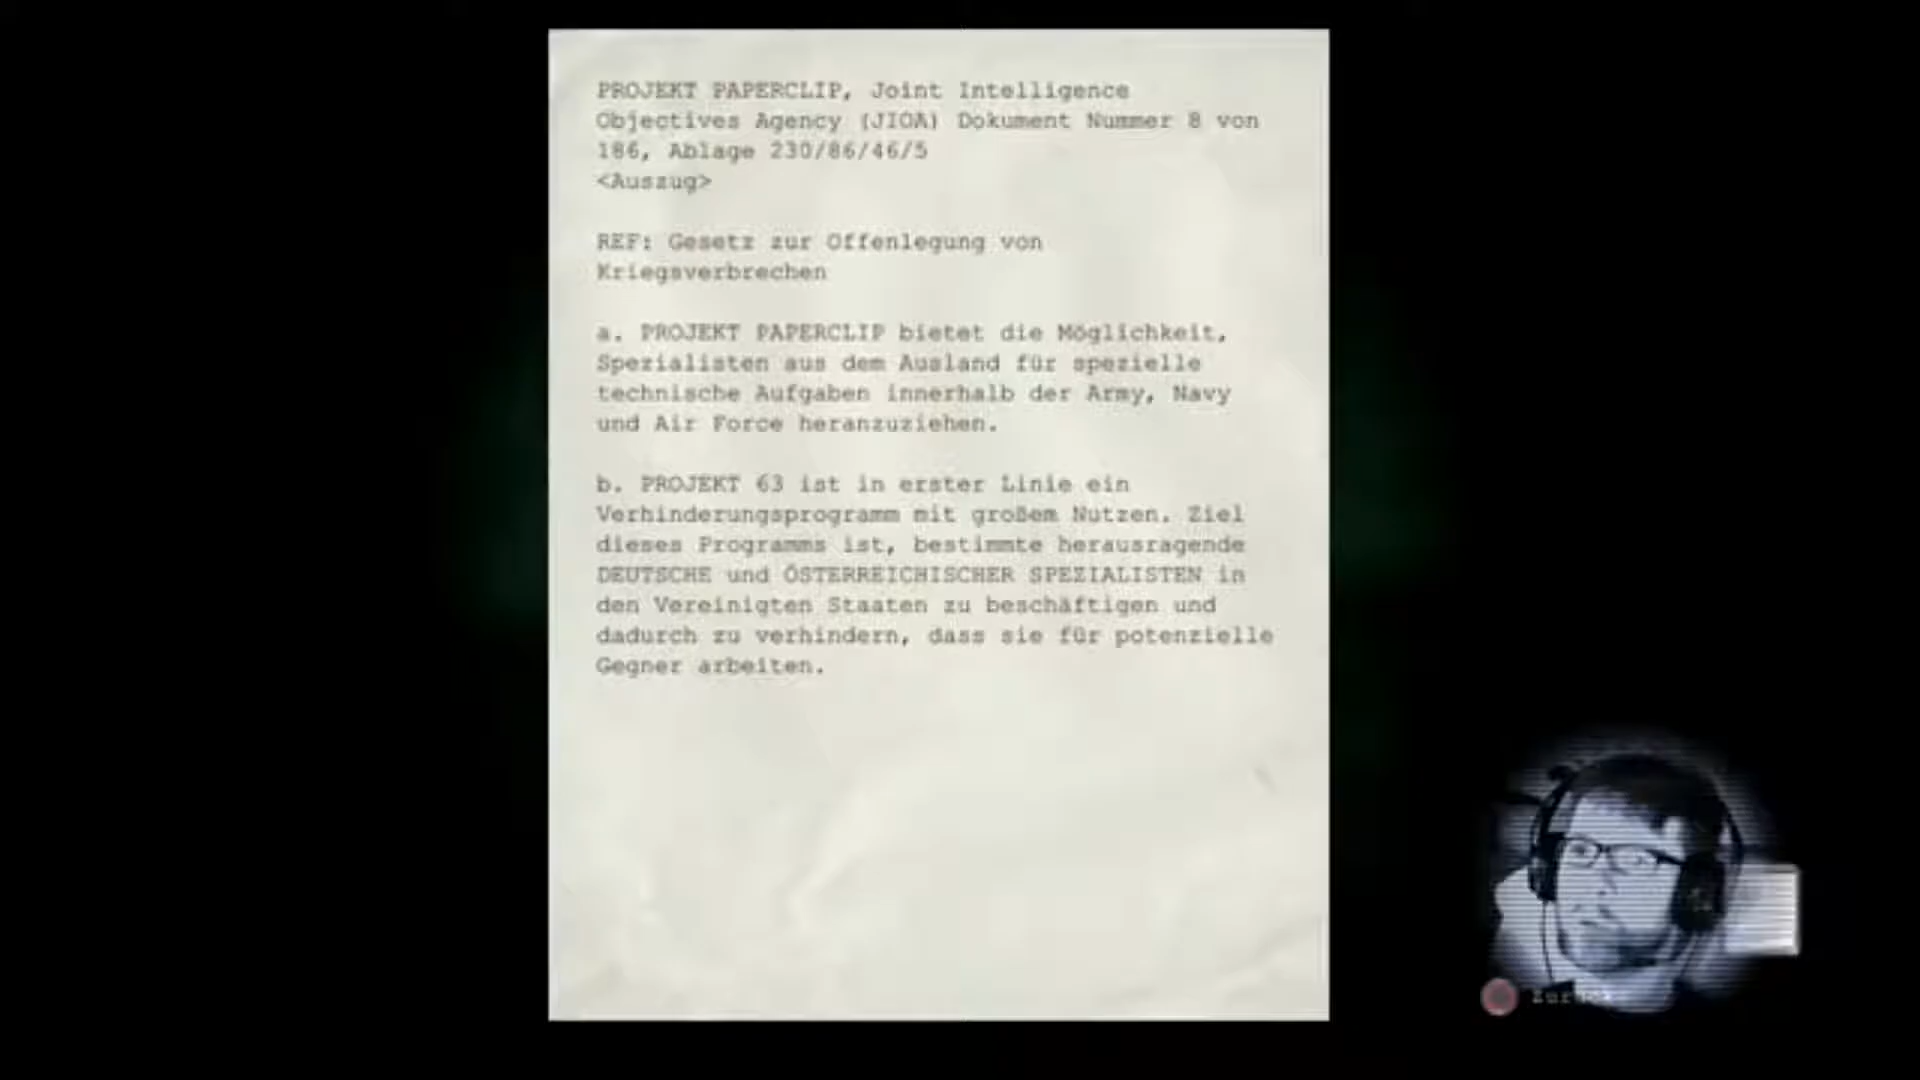 PROJEKT PAPERCLIP, Joint Intelligence
Objectives Agency (JIOA) Dokument Nummer 8 von
186, Ablage 230/86/46/5
<Auszug>
REF: Gesetz zur Offenlegung von
Kriegsverbrechen
a. PROJEKT PAPERCLIP bietet die Möglichkeit,
Spezialisten aus dem Ausland für spezielle
technische Aufgaben innerhalb der Army, Navy
und Air Force heranzuziehen.
b. PROJEKT 63 ist in erster Linie ein
Verhinderungsprogramm mit großem Nutzen. Ziel
dieses Programms ist, bestimmte herausragende
DEUTSCHE und ÖSTERREICHISCHER SPEZIALISTEN in
den Vereinigten Staaten zu beschäftigen und
dadurch zu verhindern, dass sie für potenzielle
Gegner arbeiten.
Zurück